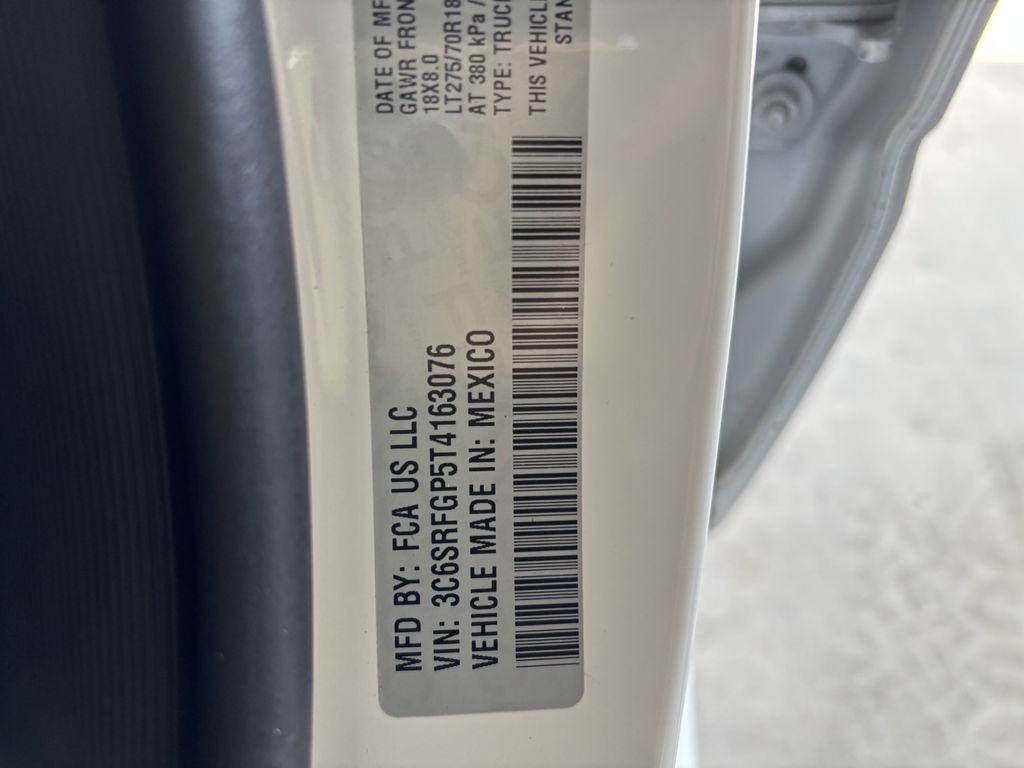 MFD BY: FCA US LLC
VIN: 3C6SRFGP5T4163076
VEHICLE MADE IN: MEXICO
DATE OF MF
GAWR FRON
18X8.0
LT275/70R18
AT 380 kPa /
TYPE: TRUCK
THIS VEHICLE
STAN